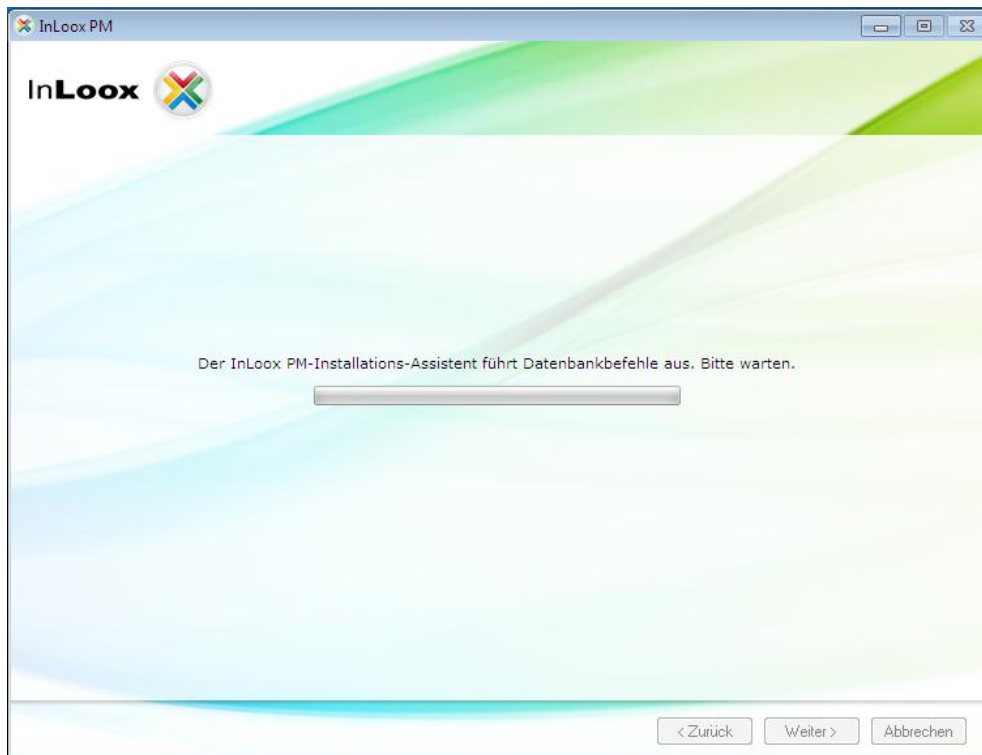 InLoox PM
InLoox
Der InLoox PM-Installations-Assistent führt Datenbankbefehle aus. Bitte warten.
< Zurück Weiter > Abbrechen